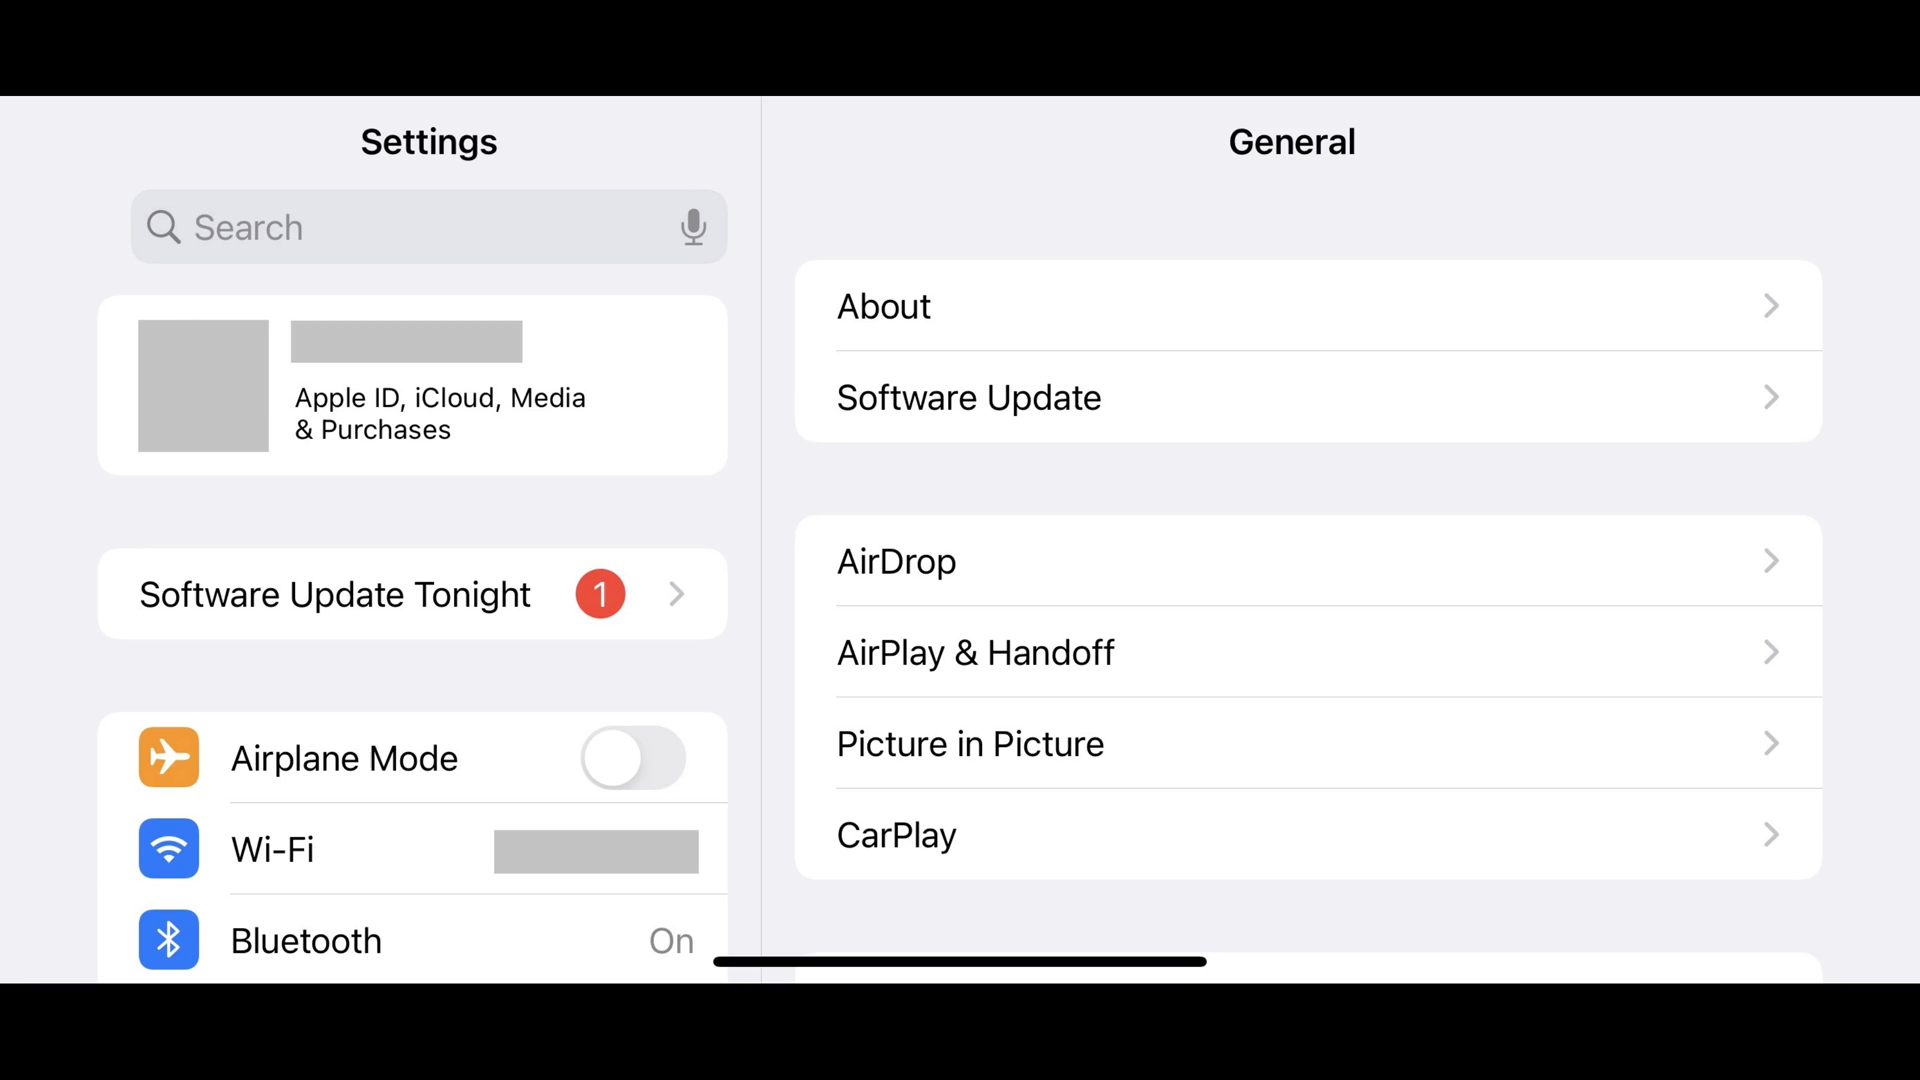 Settings
Search
Apple ID, iCloud, Media
& Purchases
Software Update Tonight 1
Airplane Mode
Wi-Fi
Bluetooth On
General
About
Software Update
AirDrop
AirPlay & Handoff
Picture in Picture
CarPlay